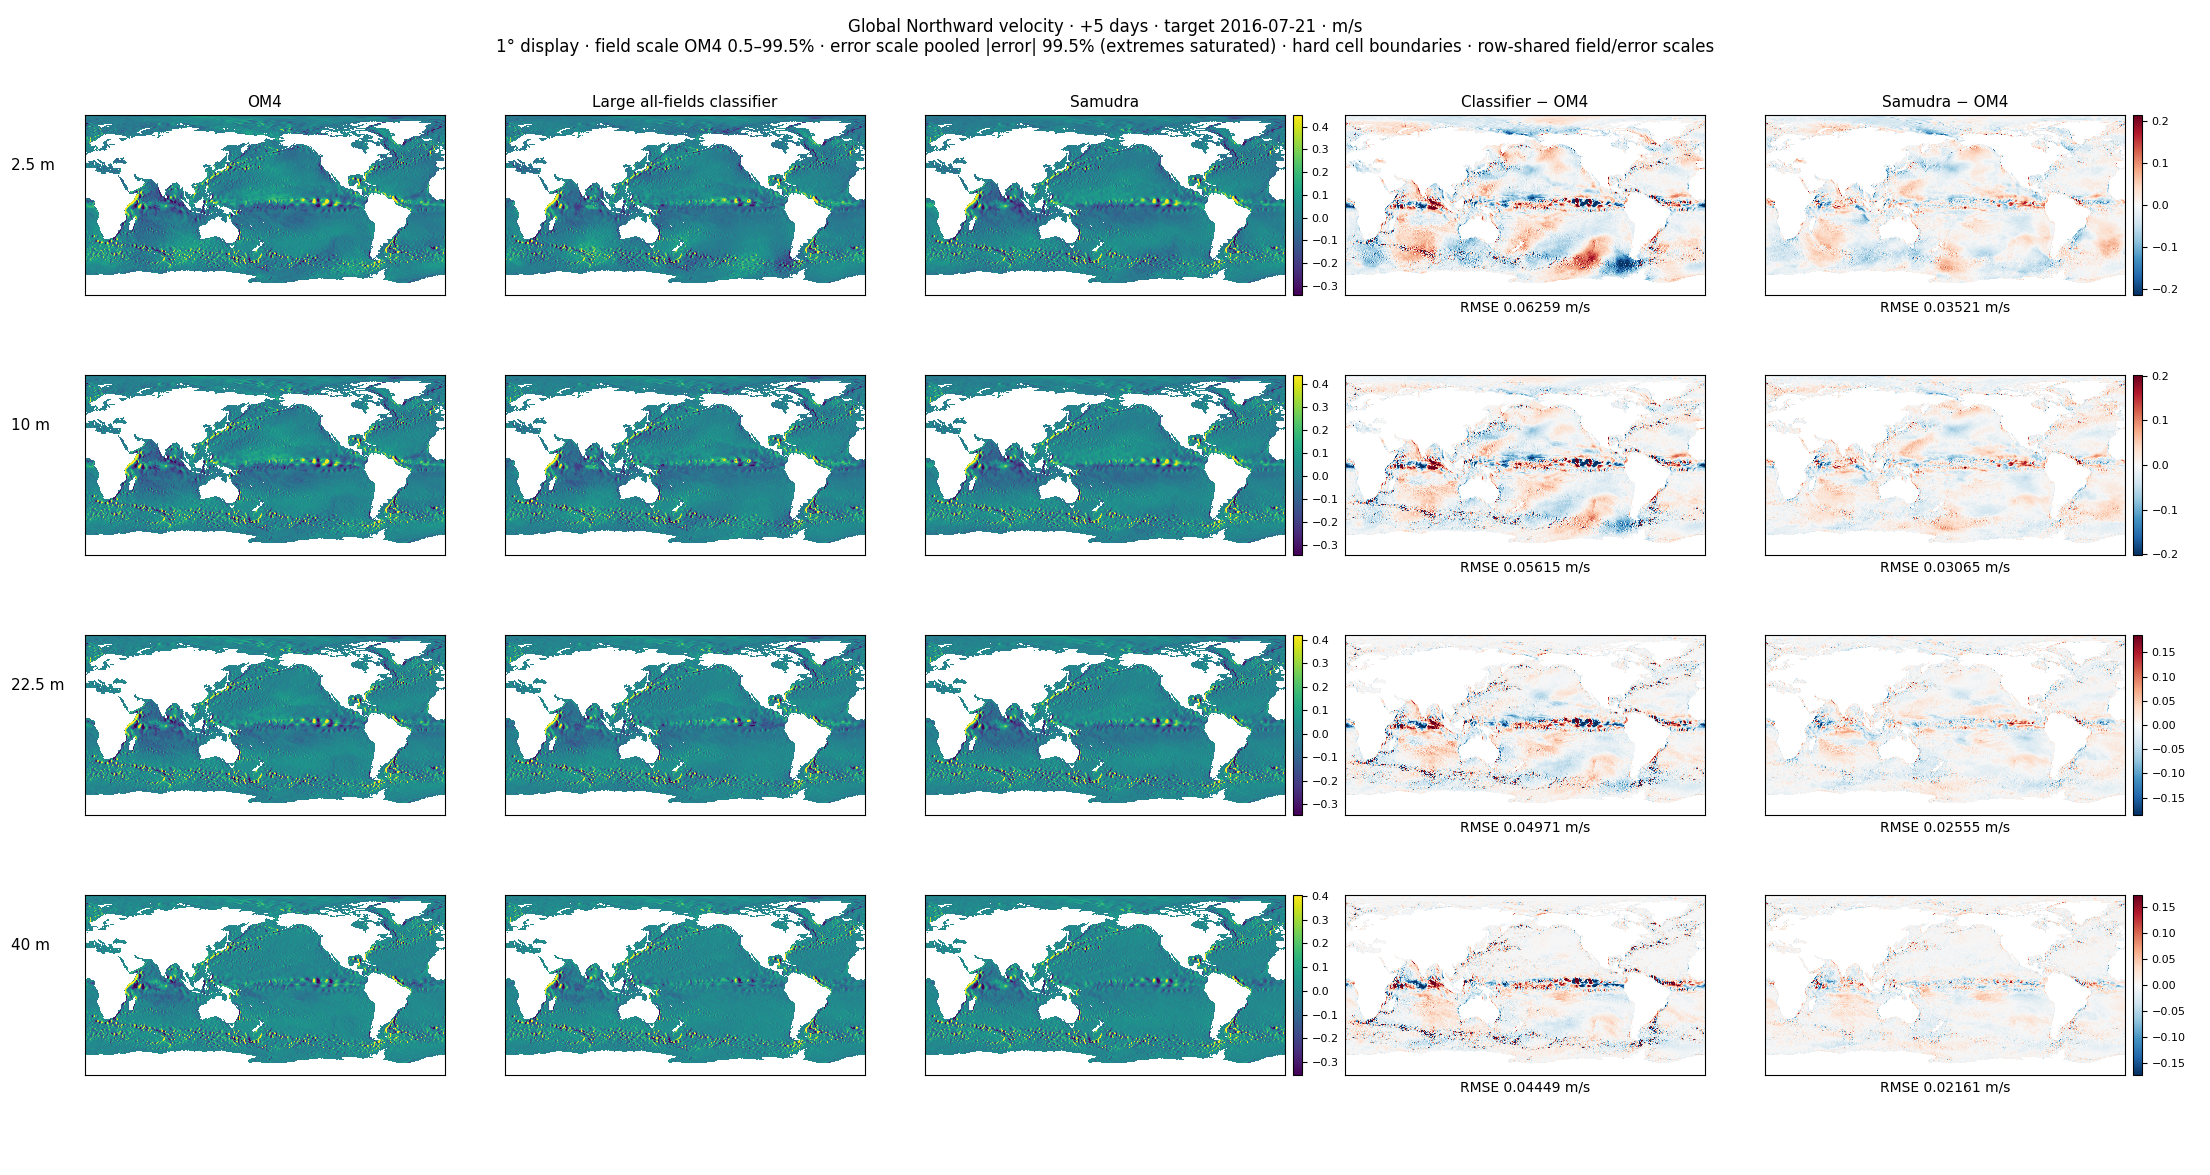 Global Northward velocity · +5 days · target 2016-07-21 · m/s
1° display · field scale OM4 0.5–99.5% · error scale pooled |error| 99.5% (extremes saturated) · hard cell boundaries · row-shared field/error scales
OM4
Large all-fields classifier
Samudra
Classifier − OM4
Samudra − OM4
2.5 m
0.4
0.3
0.2
0.1
0.0
−0.1
−0.2
−0.3
0.2
0.1
0.0
−0.1
−0.2
RMSE 0.06259 m/s
RMSE 0.03521 m/s
10 m
0.4
0.3
0.2
0.1
0.0
−0.1
−0.2
−0.3
0.2
0.1
0.0
−0.1
−0.2
RMSE 0.05615 m/s
RMSE 0.03065 m/s
22.5 m
0.4
0.3
0.2
0.1
0.0
−0.1
−0.2
−0.3
0.15
0.10
0.05
0.00
−0.05
−0.10
−0.15
RMSE 0.04971 m/s
RMSE 0.02555 m/s
40 m
0.4
0.3
0.2
0.1
0.0
−0.1
−0.2
−0.3
0.15
0.10
0.05
0.00
−0.05
−0.10
−0.15
RMSE 0.04449 m/s
RMSE 0.02161 m/s